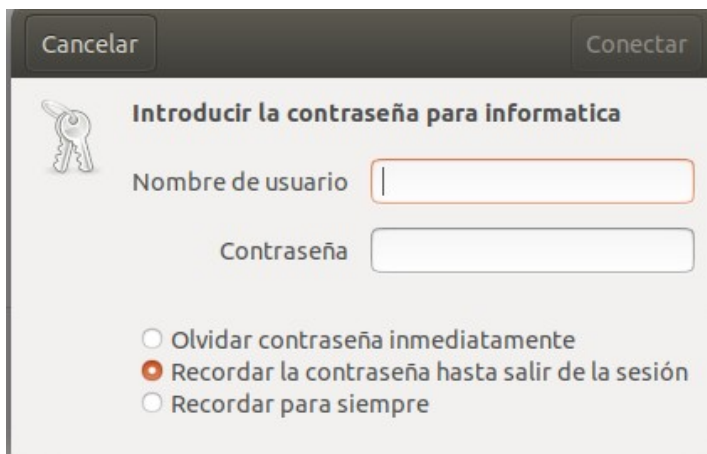 Cancelar Conectar
Introducir la contraseña para informatica
Nombre de usuario
Contraseña
Olvidar contraseña inmediatamente
Recordar la contraseña hasta salir de la sesión
Recordar para siempre